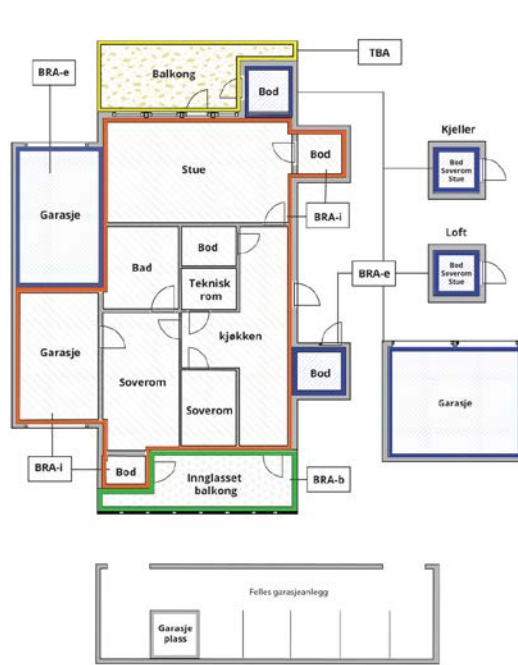 TBA
BRA-e
Balkong
Bod
Kjeller
Bod
Soverom
Stue
Stue
Bod
Garasje
BRA-i
Loft
Bod
Soverom
Stue
Bod
Bad
Teknisk
rom
BRA-e
kjøkken
Garasje
Soverom
Soverom
Bod
Garasje
BRA-i
Bod
Innglasset
balkong
BRA-b
Felles garasjeanlegg
Garasje
plass